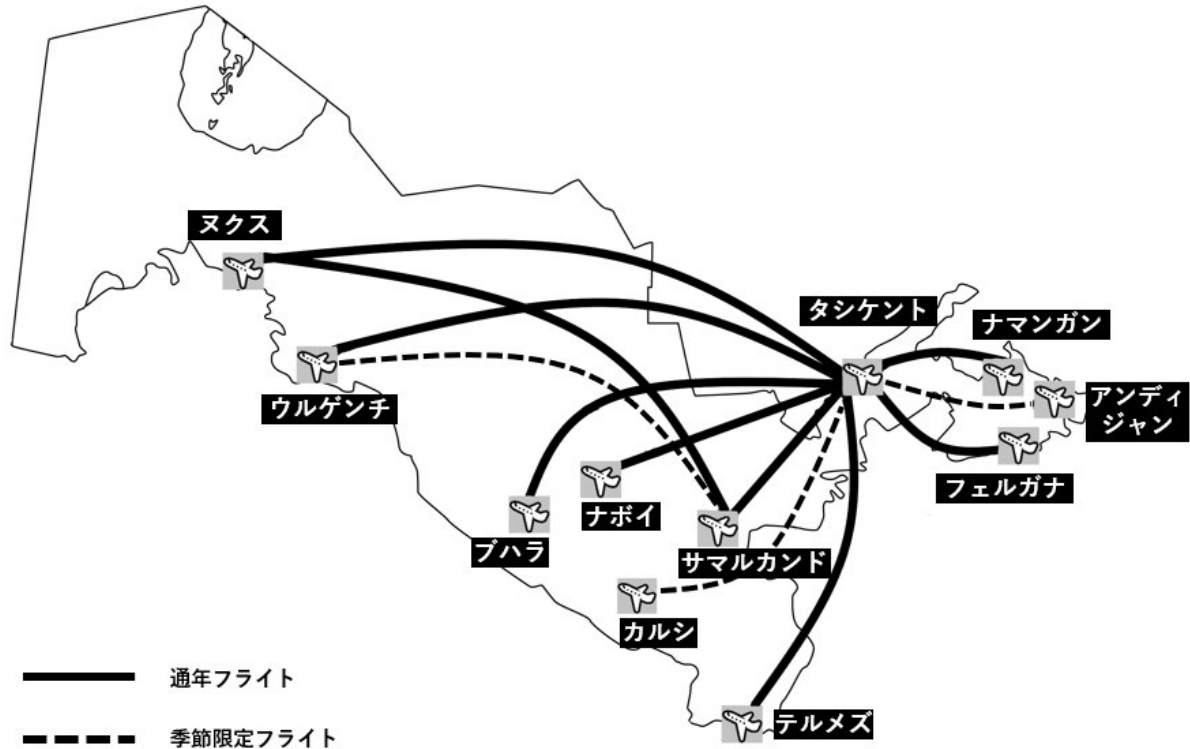 ヌクス
タシケント
ナマンガン
アンディ
ジャン
ウルゲンチ
フェルガナ
ナボイ
ブハラ
サマルカンド
カルシ
テルメズ
通年フライト
季節限定フライト